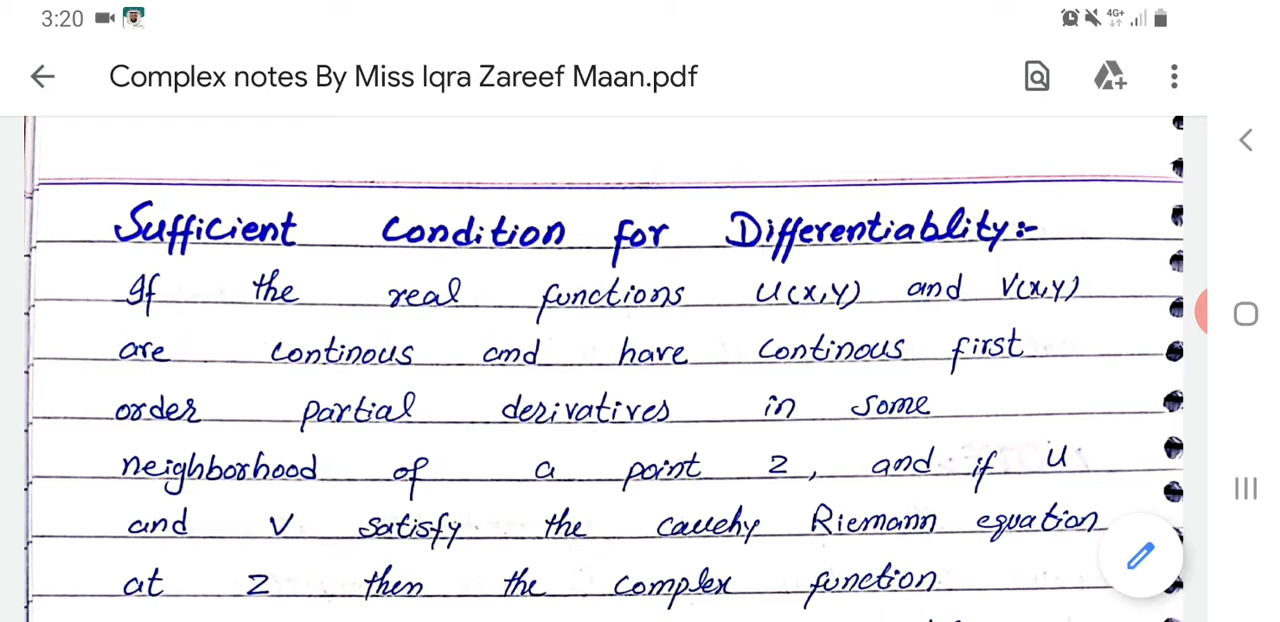 3:20
4G+
Complex notes By Miss Iqra Zareef Maan.pdf
Sufficient Condition for Differentiablity:-
If the real functions U(x,y) and V(x,y)
are continous and have continous first
order partial derivatives in some
neighborhood of a point z, and if u
and v satisfy the cauchy Riemann equation
at z then the complex function